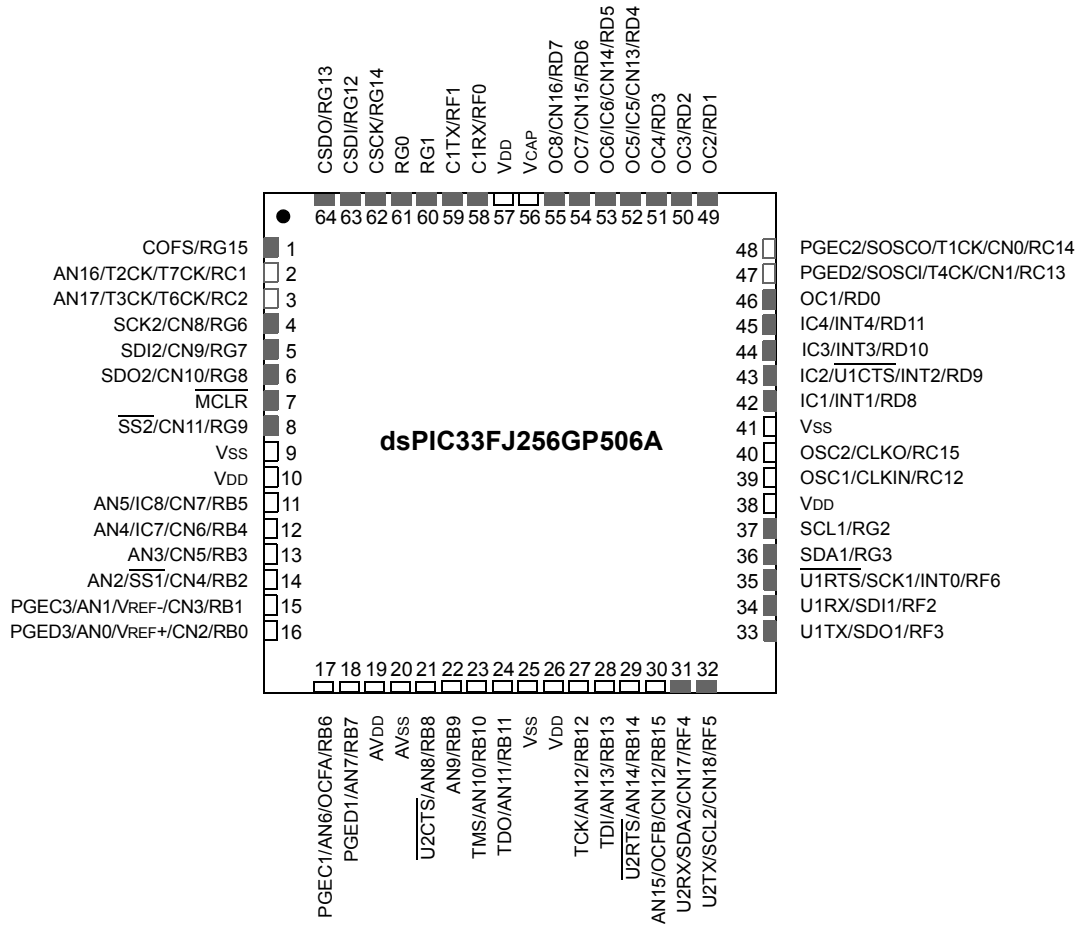 CSDO/RG13
CSDI/RG12
CSCK/RG14
RG0
RG1
C1TX/RF1
C1RX/RF0
VDD
VCAP
OC8/CN16/RD7
OC7/CN15/RD6
OC6/IC6/CN14/RD5
OC5/IC5/CN13/RD4
OC4/RD3
OC3/RD2
OC2/RD1
64 63 62 61 60 59 58 57 56 55 54 53 52 51 50 49
COFS/RG15 1
AN16/T2CK/T7CK/RC1 2
AN17/T3CK/T6CK/RC2 3
SCK2/CN8/RG6 4
SDI2/CN9/RG7 5
SDO2/CN10/RG8 6
MCLR 7
SS2/CN11/RG9 8
VSS 9
VDD 10
AN5/IC8/CN7/RB5 11
AN4/IC7/CN6/RB4 12
AN3/CN5/RB3 13
AN2/SS1/CN4/RB2 14
PGEC3/AN1/VREF-/CN3/RB1 15
PGED3/AN0/VREF+/CN2/RB0 16
dsPIC33FJ256GP506A
48 PGEC2/SOSCO/T1CK/CN0/RC14
47 PGED2/SOSCI/T4CK/CN1/RC13
46 OC1/RD0
45 IC4/INT4/RD11
44 IC3/INT3/RD10
43 IC2/U1CTS/INT2/RD9
42 IC1/INT1/RD8
41 VSS
40 OSC2/CLKO/RC15
39 OSC1/CLKIN/RC12
38 VDD
37 SCL1/RG2
36 SDA1/RG3
35 U1RTS/SCK1/INT0/RF6
34 U1RX/SDI1/RF2
33 U1TX/SDO1/RF3
17 18 19 20 21 22 23 24 25 26 27 28 29 30 31 32
PGEC1/AN6/OCFA/RB6
PGED1/AN7/RB7
AVDD
AVSS
U2CTS/AN8/RB8
AN9/RB9
TMS/AN10/RB10
TDO/AN11/RB11
VSS
VDD
TCK/AN12/RB12
TDI/AN13/RB13
U2RTS/AN14/RB14
AN15/OCFB/CN12/RB15
U2RX/SDA2/CN17/RF4
U2TX/SCL2/CN18/RF5